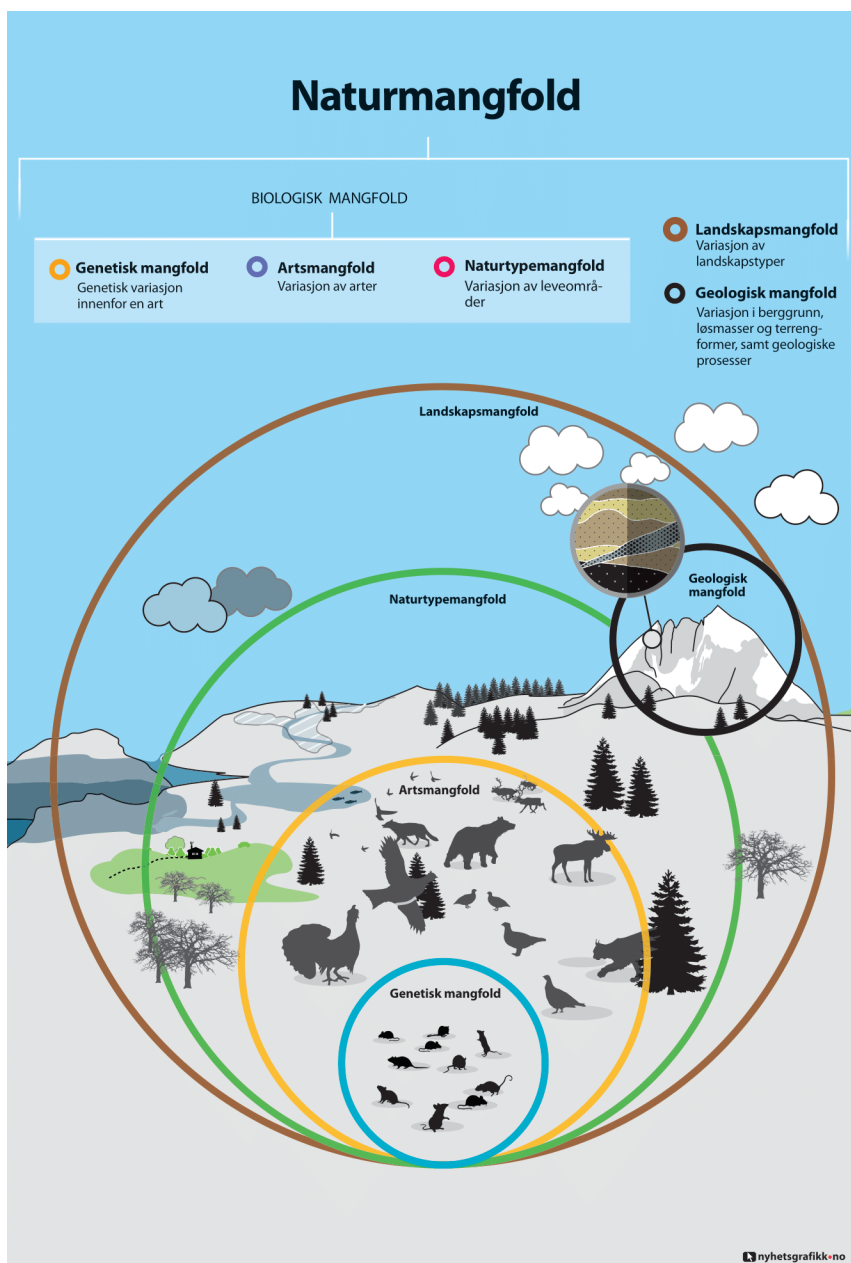 Naturmangfold
BIOLOGISK MANGFOLD
Genetisk mangfold
Genetisk variasjon
innenfor en art
Artsmangfold
Variasjon av arter
Naturtypemangfold
Variasjon av leveområ-
der
Landskapsmangfold
Variasjon av
landskapstyper
Geologisk mangfold
Variasjon i berggrunn,
løsmasser og terreng-
former, samt geologiske
prosesser
Landskapsmangfold
Geologisk
mangfold
Naturtypemangfold
Artsmangfold
Genetisk mangfold
nyhetsgrafikk•no